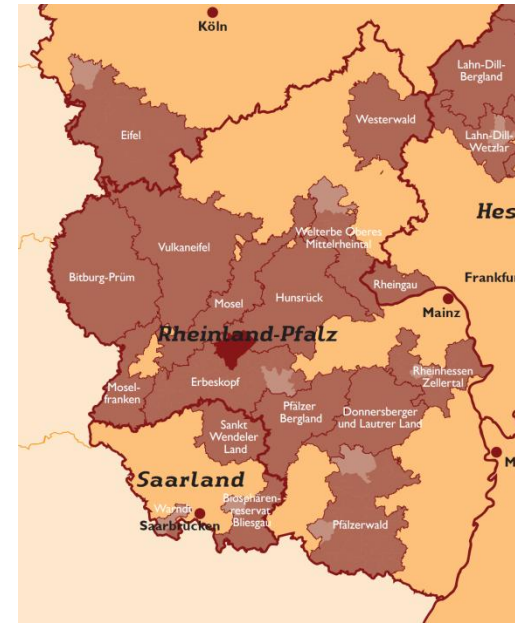 Köln
Lahn-Dill-
Bergland
Westerwald
Eifel
Lahn-Dill-
Wetzlar
Hes
Welterbe Oberes
Mittelrheintal
Vulkaneifel
Bitburg-Prüm
Rheingau
Frankfu
Mosel
Hunsrück
Mainz
Rheinland-Pfalz
Rheinhessen
Zellertal
Mosel-
franken
Erbeskopf
Pfälzer
Bergland
Donnersberger
und Lautrer Land
Sankt
Wendeler
Land
M
Saarland
Biosphären-
reservat
Bliesgau
Warndt
Saarbrücken
Pfälzerwald